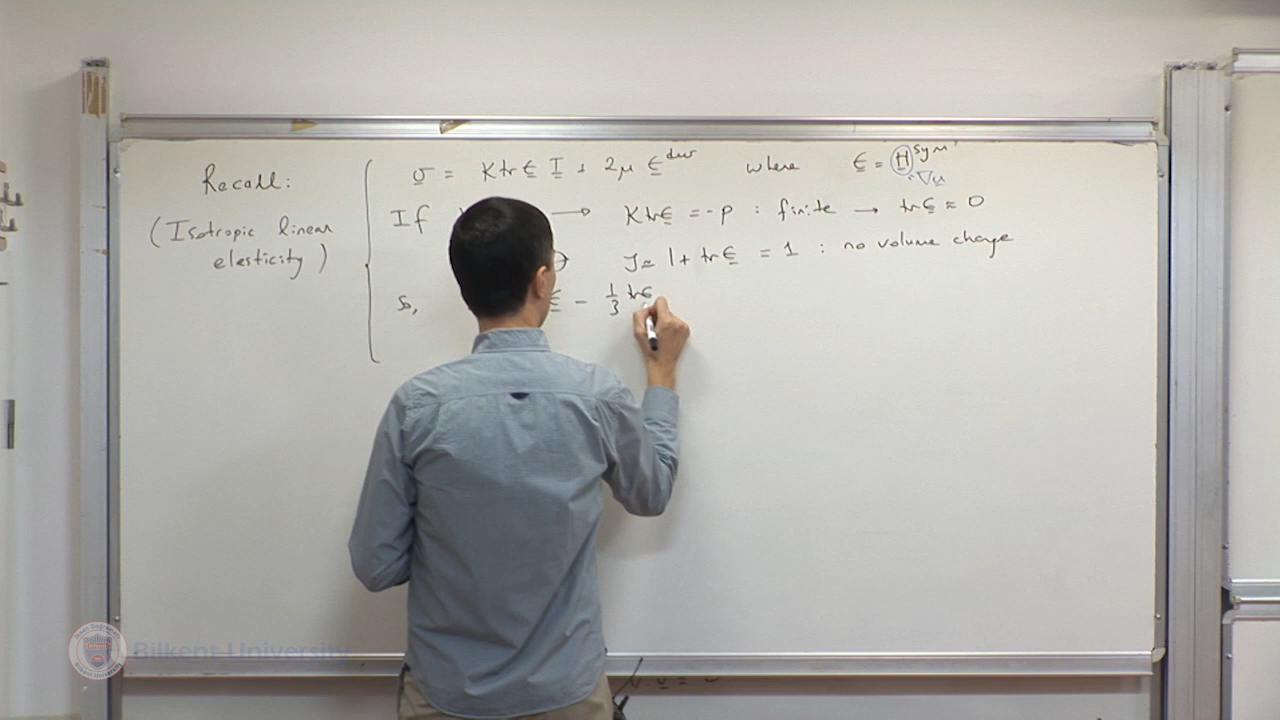 Recall:
(Isotropic linear
elasticity)
σ = K tr ϵ I + 2μ ϵ^dev where ϵ = H^sym
∇u
If → K tr ϵ = -p : finite → tr ϵ ≈ 0
J ≃ 1 + tr ϵ = 1 : no volume change
So, ϵ - 1/3 tr ϵ
Bilkent University